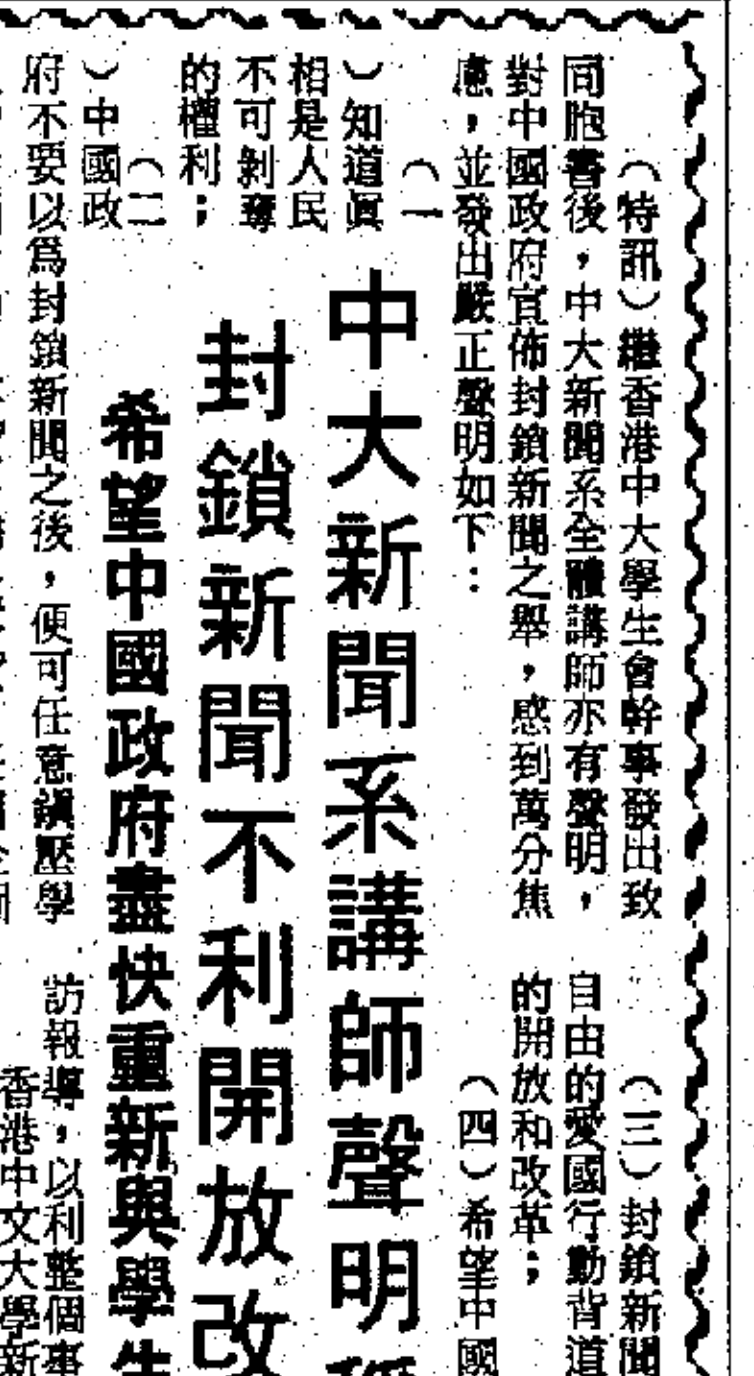 中大新聞系講師聲明
封鎖新聞不利開放改
希望中國政府盡快重新與學生
（特訊）繼香港中大學生會幹事發出致
同胞書後，中大新聞系全體講師亦有聲明，
對中國政府宣佈封鎖新聞之舉，感到萬分焦
慮，並發出嚴正聲明如下：
（一
）知道眞
相是人民
不可剝奪
的權利；
（二
）中國政
府不要以爲封鎖新聞之後，便可任意鎭壓學
（三）封鎖新聞
自由的愛國行動背道
的開放和改革；
（四）希望中國
訪報導，以利整個事
香港中文大學新